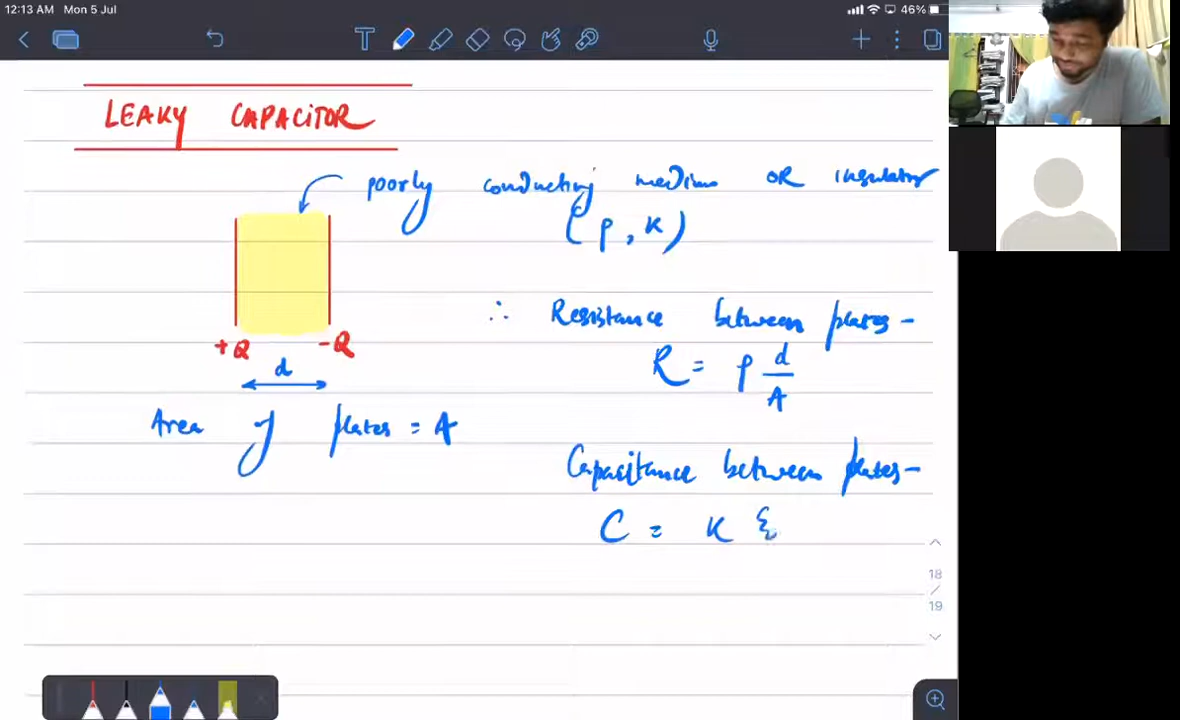 12:13 AM Mon 5 Jul 46%
LEAKY CAPACITOR
poorly conducting medium OR insulator
(ρ, K)
∴ Resistance between plates -
R = ρ d/A
+Q -Q
d
Area of plates = A
Capacitance between plates -
C = K ε
18
/
19